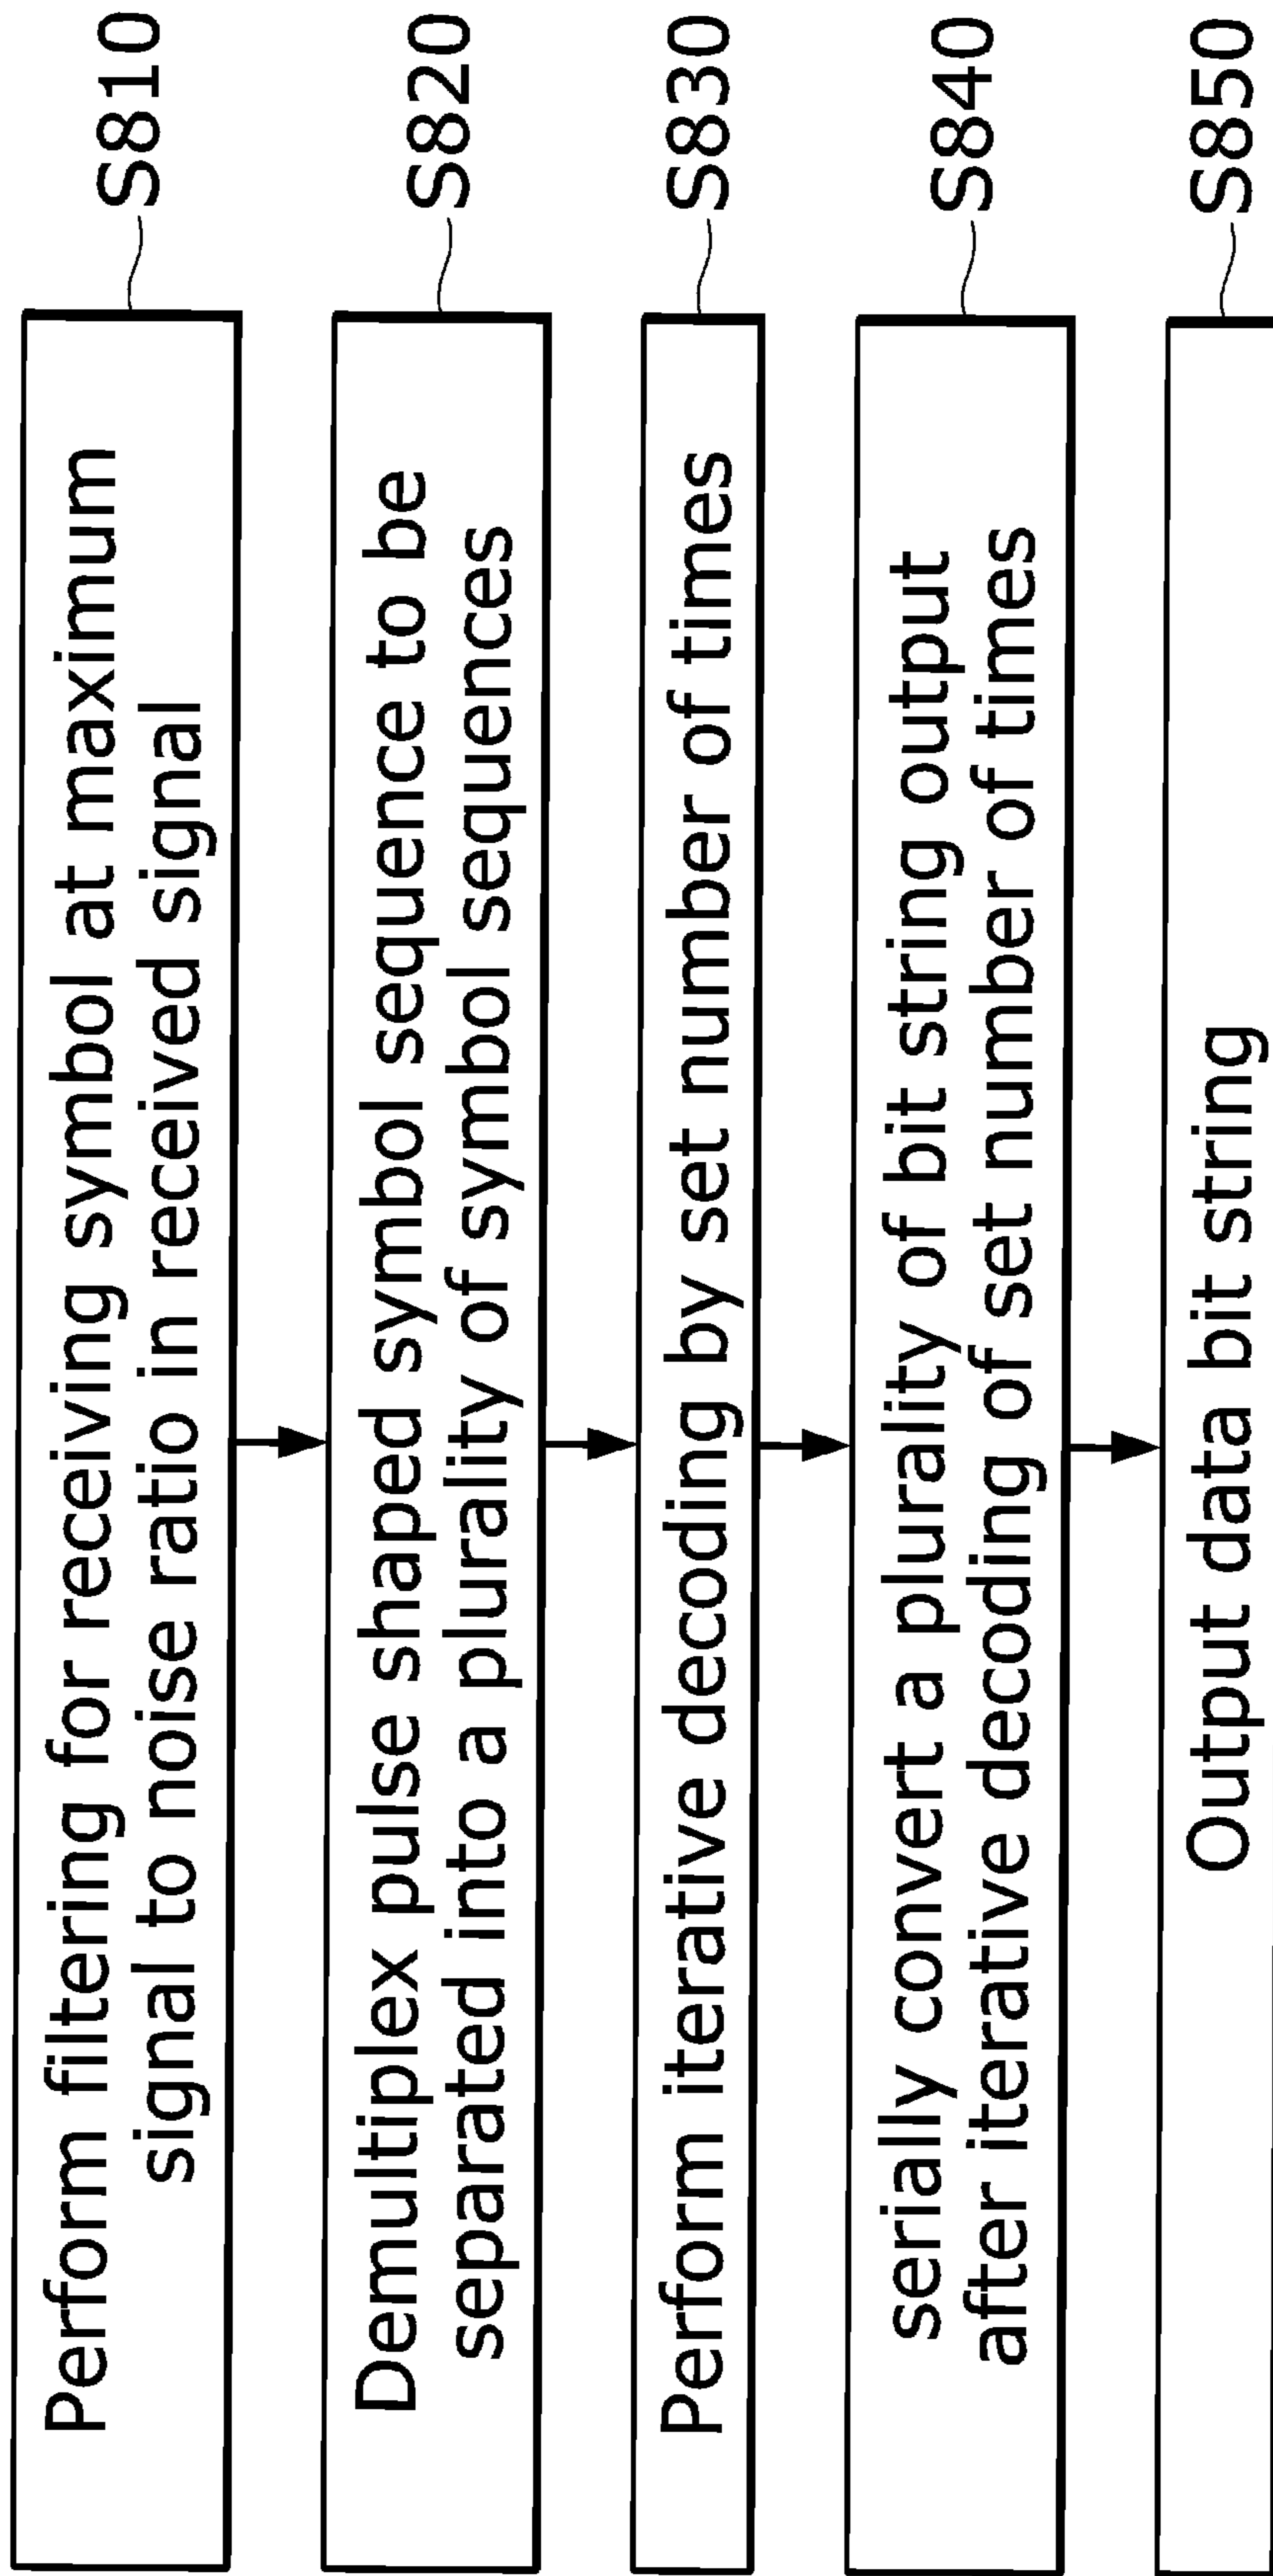 Perform filtering for receiving symbol at maximum
signal to noise ratio in received signal
S810
Demultiplex pulse shaped symbol sequence to be
separated into a plurality of symbol sequences
S820
Perform iterative decoding by set number of times
S830
serially convert a plurality of bit string output
after iterative decoding of set number of times
S840
Output data bit string
S850